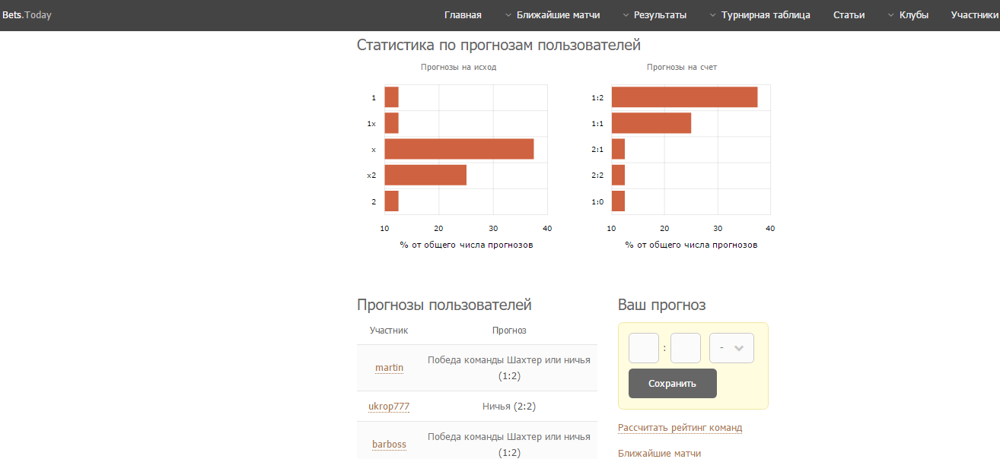 Bets.Today Главная Ближайшие матчи Результаты Турнирная таблица Статьи Клубы Участники
Статистика по прогнозам пользователей
Прогнозы на исход
1
1x
x
x2
2
10 20 30 40
% от общего числа прогнозов
Прогнозы на счет
1:2
1:1
2:1
2:2
1:0
10 20 30 40
% от общего числа прогнозов
Прогнозы пользователей
Участник Прогноз
martin Победа команды Шахтер или ничья
(1:2)
ukrop777 Ничья (2:2)
barboss Победа команды Шахтер или ничья
(1:2)
Ваш прогноз
: -
Сохранить
Рассчитать рейтинг команд
Ближайшие матчи